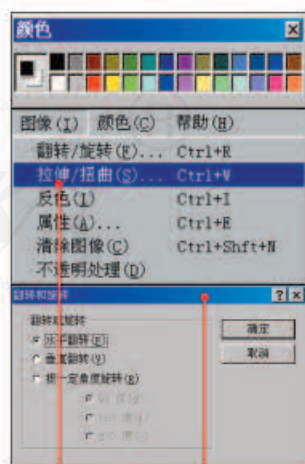 颜色
图像(I) 颜色(C) 帮助(H)
翻转/旋转(F)... Ctrl+R
拉伸/扭曲(S)... Ctrl+W
反色(I) Ctrl+I
属性(A)... Ctrl+E
清除图像(C) Ctrl+Shft+N
不透明处理(D)
翻转和旋转
翻转或旋转
水平翻转(F)
垂直翻转(V)
按一定角度旋转(R)
确定
取消